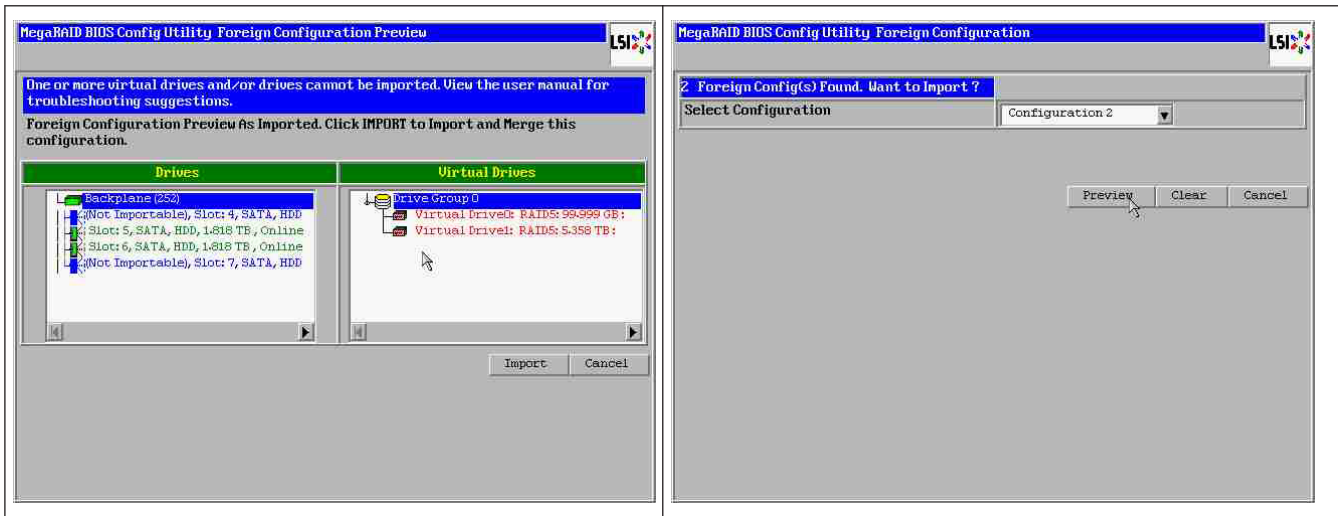 MegaRAID BIOS Config Utility Foreign Configuration Preview
LSI
One or more virtual drives and/or drives cannot be imported. View the user manual for
troubleshooting suggestions.
Foreign Configuration Preview As Imported. Click IMPORT to Import and Merge this
configuration.
Drives
Virtual Drives
Backplane (252)
(Not Importable), Slot: 4, SATA, HDD
Slot: 5, SATA, HDD, 1.818 TB, Online
Slot: 6, SATA, HDD, 1.818 TB, Online
(Not Importable), Slot: 7, SATA, HDD
Drive Group 0
Virtual Drive0: RAID5: 99.999 GB:
Virtual Drive1: RAID5: 5.358 TB:
Import
Cancel
MegaRAID BIOS Config Utility Foreign Configuration
LSI
2 Foreign Config(s) Found. Want to Import ?
Select Configuration
Configuration 2
Preview
Clear
Cancel